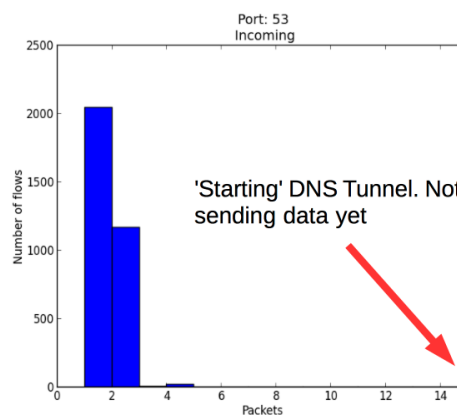 Port: 53
Incoming
2500
2000
1500
1000
500
0
Number of flows
'Starting' DNS Tunnel. Not
sending data yet
0 2 4 6 8 10 12 14
Packets